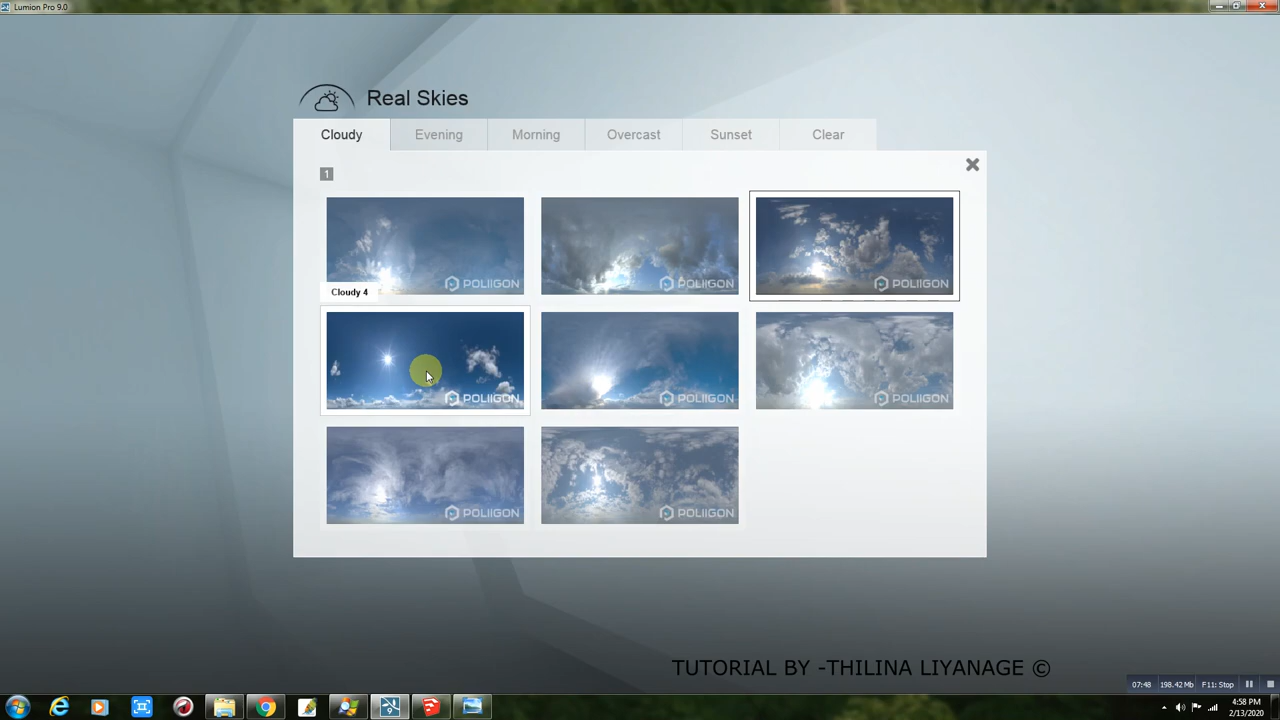 Lumion Pro 9.0
Real Skies
Cloudy Evening Morning Overcast Sunset Clear
1
POLIIGON POLIIGON POLIIGON
Cloudy 4
POLIIGON POLIIGON POLIIGON
POLIIGON POLIIGON
TUTORIAL BY -THILINA LIYANAGE ©
07:48 198.42 Mb F11: Stop
4:58 PM
2/13/2020